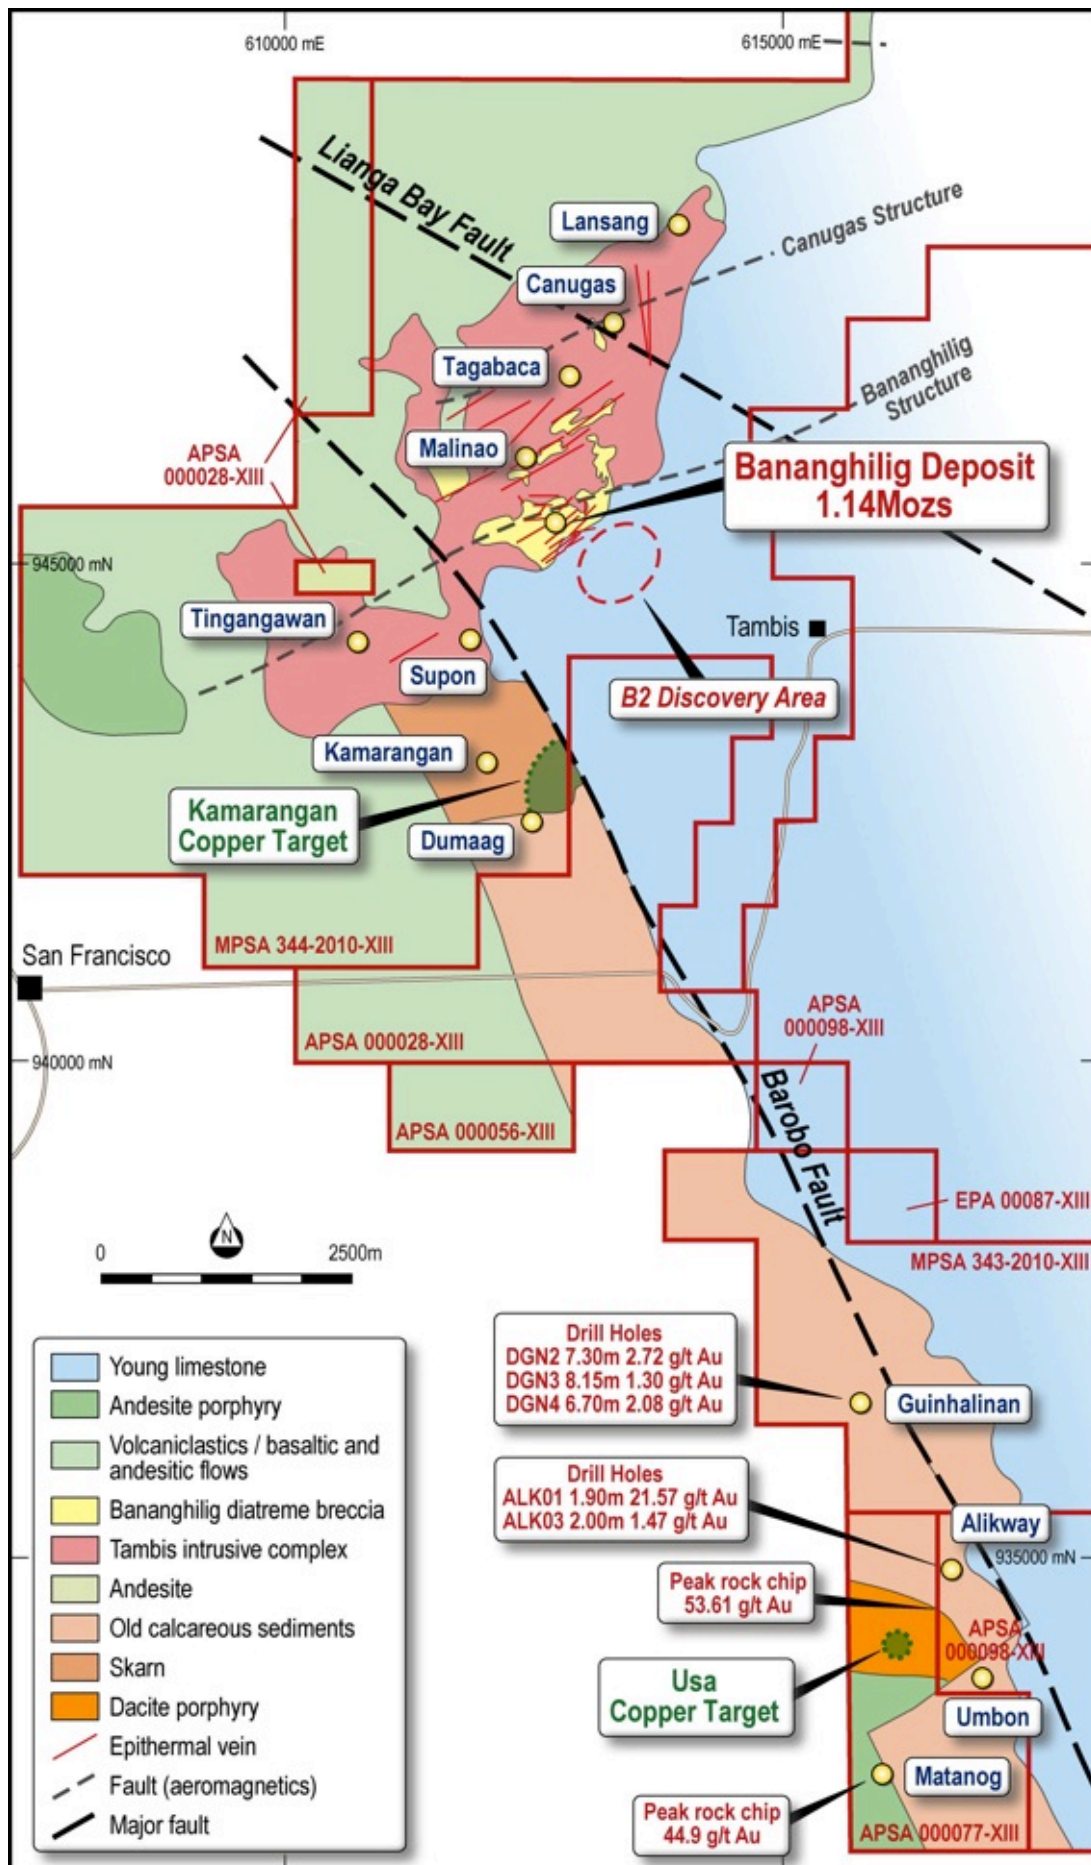 610000 mE
615000 mE
Lianga Bay Fault
Lansang
Canugas Structure
Canugas
Tagabaca
Bananghilig
Structure
Malinao
APSA
000028-XIII
Bananghilig Deposit
1.14Mozs
945000 mN
Tingangawan
Tambis
Supon
B2 Discovery Area
Kamarangan
Kamarangan
Copper Target
Dumaag
MPSA 344-2010-XIII
San Francisco
APSA
000098-XIII
APSA 000028-XIII
940000 mN
Barobo Fault
APSA 000056-XIII
EPA 00087-XIII
N
0
2500m
MPSA 343-2010-XIII
Drill Holes
DGN2 7.30m 2.72 g/t Au
DGN3 8.15m 1.30 g/t Au
DGN4 6.70m 2.08 g/t Au
Guinhalinan
Drill Holes
ALK01 1.90m 21.57 g/t Au
ALK03 2.00m 1.47 g/t Au
Alikway
935000 mN
Peak rock chip
53.61 g/t Au
APSA
000098-XIII
Usa
Copper Target
Umbon
Matanog
Peak rock chip
44.9 g/t Au
APSA 000077-XIII
Young limestone
Andesite porphyry
Volcaniclastics / basaltic and
andesitic flows
Bananghilig diatreme breccia
Tambis intrusive complex
Andesite
Old calcareous sediments
Skarn
Dacite porphyry
Epithermal vein
Fault (aeromagnetics)
Major fault